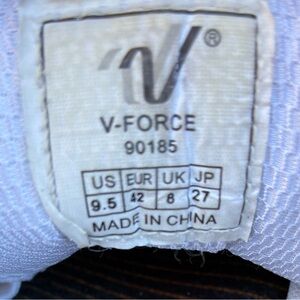 ®
V-FORCE
90185
US EUR UK JP
9.5 42 8 27
MADE IN CHINA